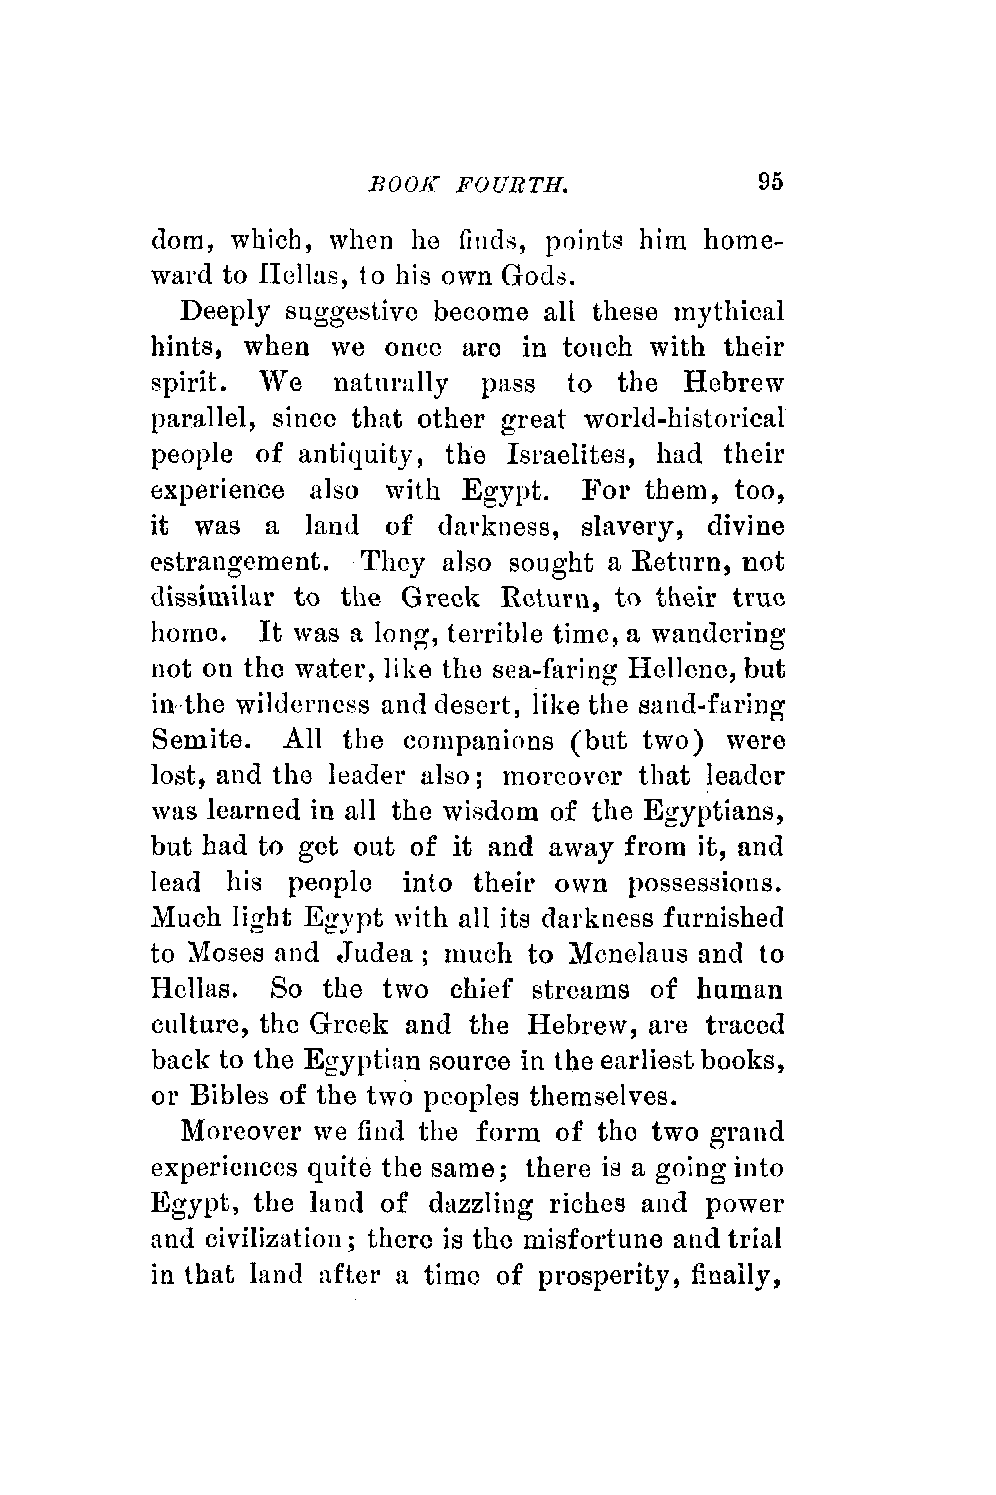 BOOK FOURTH. 95
dom, which, when he finds, points him home-
ward to Hellas, to his own Gods.
Deeply suggestive become all these mythical
hints, when we once are in touch with their
spirit. We naturally pass to the Hebrew
parallel, since that other great world-historical
people of antiquity, the Israelites, had their
experience also with Egypt. For them, too,
it was a land of darkness, slavery, divine
estrangement. They also sought a Return, not
dissimilar to the Greek Return, to their true
home. It was a long, terrible time, a wandering
not on the water, like the sea-faring Hellene, but
in the wilderness and desert, like the sand-faring
Semite. All the companions (but two) were
lost, and the leader also; moreover that leader
was learned in all the wisdom of the Egyptians,
but had to get out of it and away from it, and
lead his people into their own possessions.
Much light Egypt with all its darkness furnished
to Moses and Judea; much to Menelaus and to
Hellas. So the two chief streams of human
culture, the Greek and the Hebrew, are traced
back to the Egyptian source in the earliest books,
or Bibles of the two peoples themselves.
Moreover we find the form of the two grand
experiences quite the same; there is a going into
Egypt, the land of dazzling riches and power
and civilization; there is the misfortune and trial
in that land after a time of prosperity, finally,